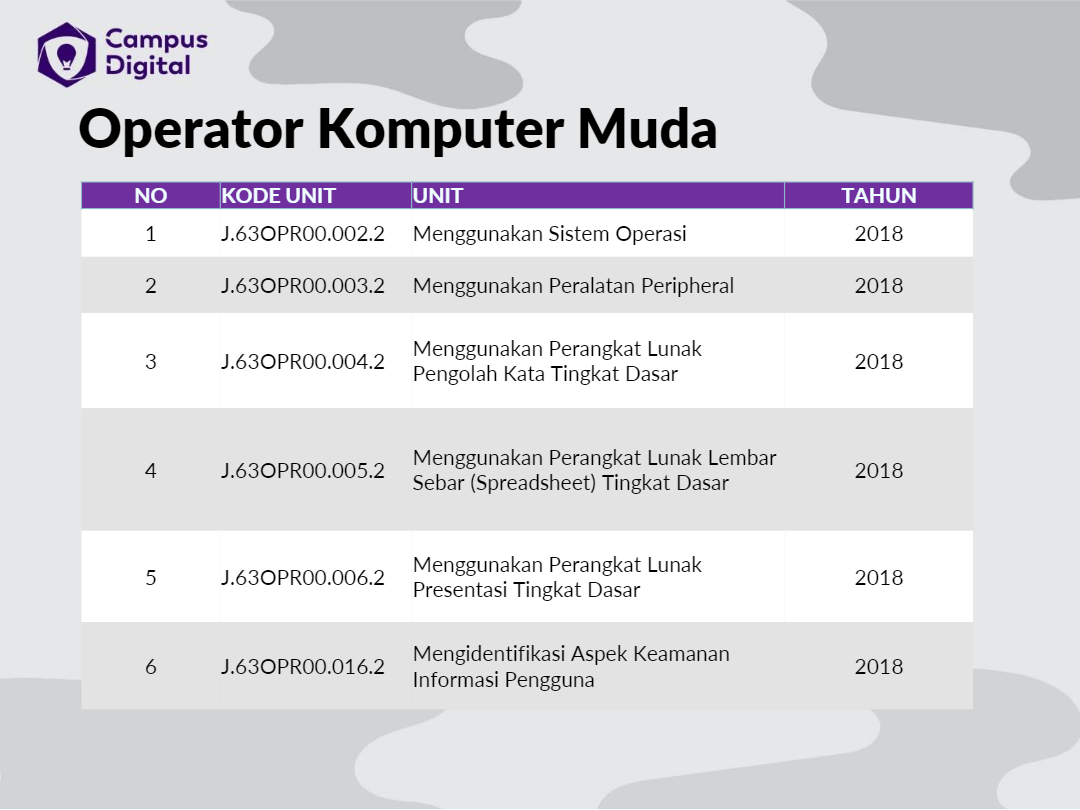 Campus
Digital
Operator Komputer Muda
NO KODE UNIT UNIT TAHUN
1 J.63OPR00.002.2 Menggunakan Sistem Operasi 2018
2 J.63OPR00.003.2 Menggunakan Peralatan Peripheral 2018
3 J.63OPR00.004.2 Menggunakan Perangkat Lunak
Pengolah Kata Tingkat Dasar 2018
4 J.63OPR00.005.2 Menggunakan Perangkat Lunak Lembar
Sebar (Spreadsheet) Tingkat Dasar 2018
5 J.63OPR00.006.2 Menggunakan Perangkat Lunak
Presentasi Tingkat Dasar 2018
6 J.63OPR00.016.2 Mengidentifikasi Aspek Keamanan
Informasi Pengguna 2018